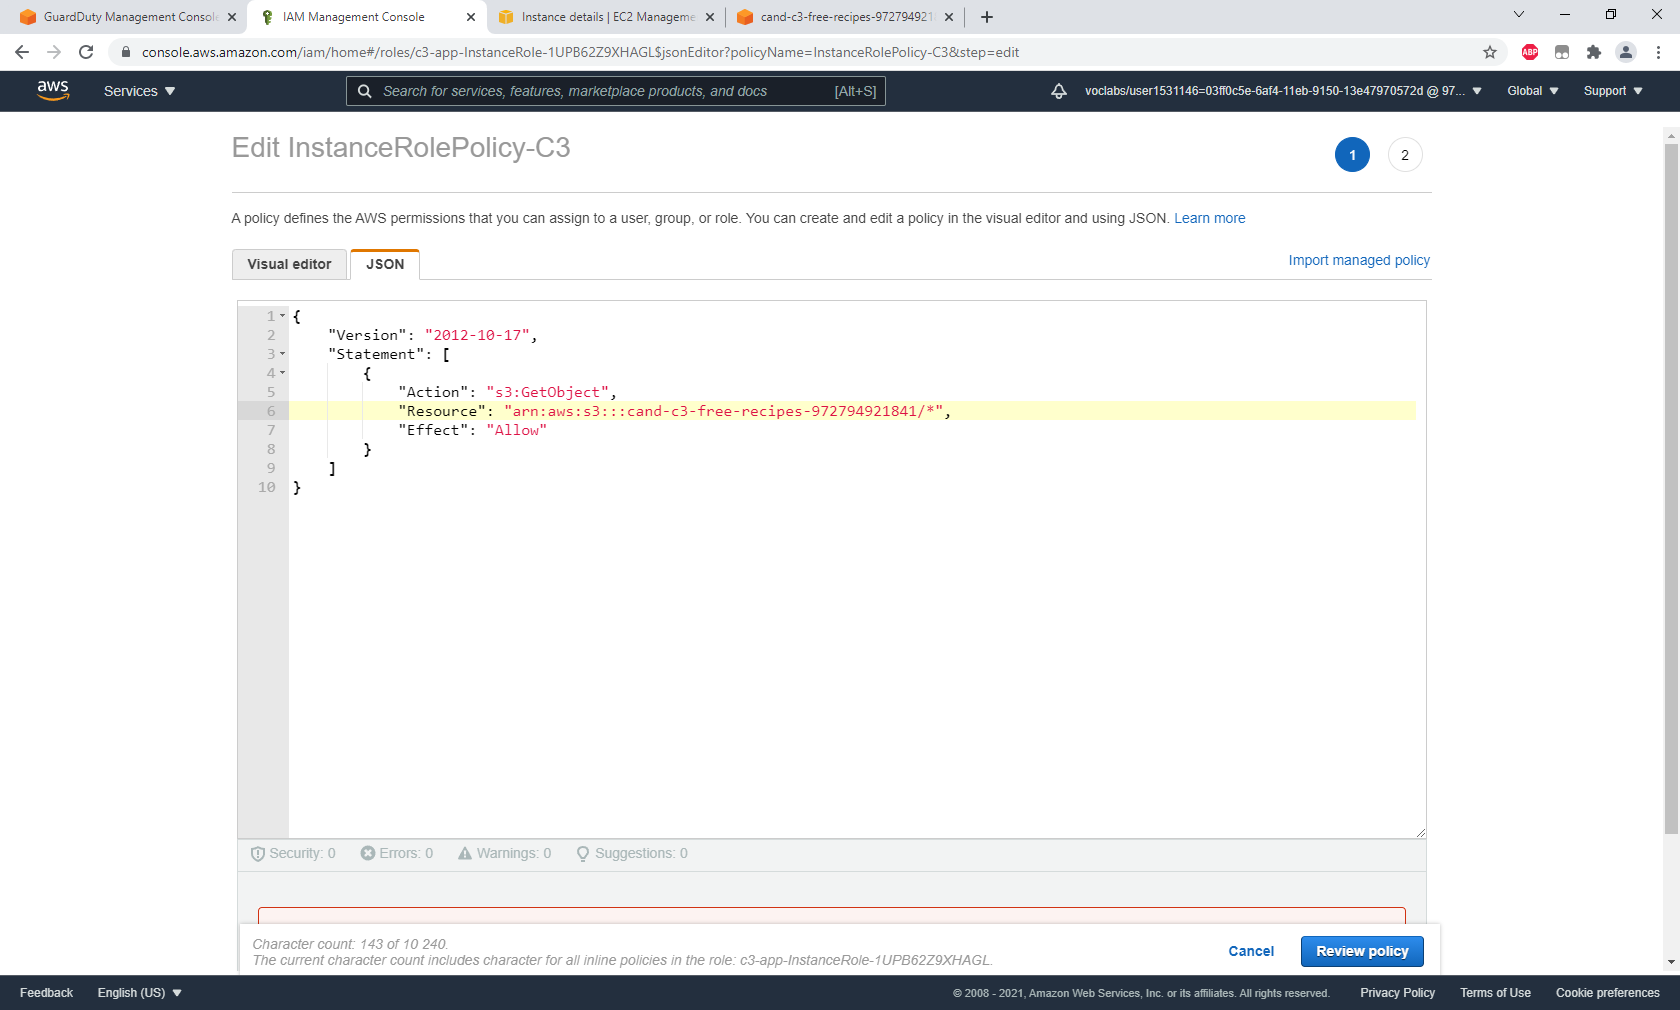 GuardDuty Management Console
IAM Management Console
Instance details | EC2 Manageme
cand-c3-free-recipes-972794921
console.aws.amazon.com/iam/home#/roles/c3-app-InstanceRole-1UPB62Z9XHAGL$jsonEditor?policyName=InstanceRolePolicy-C3&step=edit
ABP
aws
Services
Search for services, features, marketplace products, and docs
[Alt+S]
voclabs/user1531146=03ff0c5e-6af4-11eb-9150-13e47970572d @ 97...
Global
Support
Edit InstanceRolePolicy-C3
1
2
A policy defines the AWS permissions that you can assign to a user, group, or role. You can create and edit a policy in the visual editor and using JSON. Learn more
Visual editor
JSON
Import managed policy
1 {
2 "Version": "2012-10-17",
3 "Statement": [
4 {
5 "Action": "s3:GetObject",
6 "Resource": "arn:aws:s3:::cand-c3-free-recipes-972794921841/*",
7 "Effect": "Allow"
8 }
9 ]
10 }
Security: 0
Errors: 0
Warnings: 0
Suggestions: 0
Character count: 143 of 10 240.
The current character count includes character for all inline policies in the role: c3-app-InstanceRole-1UPB62Z9XHAGL.
Cancel
Review policy
Feedback
English (US)
© 2008 - 2021, Amazon Web Services, Inc. or its affiliates. All rights reserved.
Privacy Policy
Terms of Use
Cookie preferences